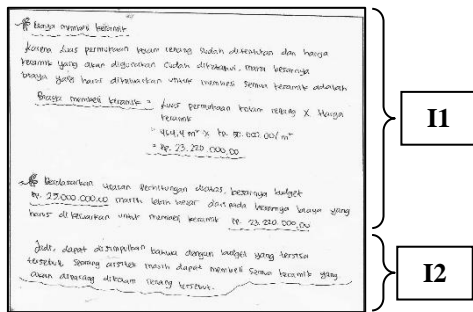 Biaya membeli keramik
Karena luas permukaan kolam renang sudah ditentukan dan harga
keramik yang akan digunakan sudah diketahui, maka besarnya
biaya yang harus dikeluarkan untuk membeli semua keramik adalah
Biaya membeli keramik = Luas permukaan kolam renang x Harga
keramik
= 464,4 m² x Rp. 50.000.00/m²
= Rp. 23.220.000,00
Berdasarkan uraian perhitungan diatas, besarnya budget
Rp. 25.000.000.00 masih lebih besar daripada besarnya biaya yang
harus dikeluarkan untuk membeli keramik Rp. 23.220.000,00
Jadi, dapat disimpulkan bahwa dengan budget yang tersisa
tersebut, seorang arsitek masih dapat membeli semua keramik yang
akan dipasang dikolam renang tersebut.
I1
I2